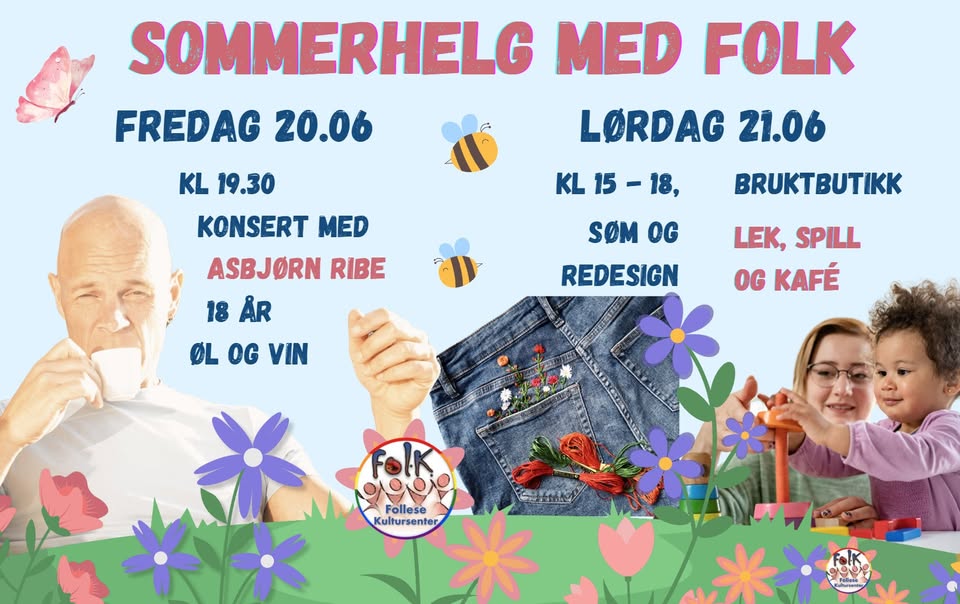 SOMMERHELG MED FOLK
FREDAG 20.06
KL 19.30
KONSERT MED
ASBJØRN RIBE
18 ÅR
ØL OG VIN
LØRDAG 21.06
KL 15 – 18,
SØM OG
REDESIGN
BRUKTBUTIKK
LEK, SPILL
OG KAFÉ
FolK
Follese
Kultursenter
FolK
Follese
Kultursenter